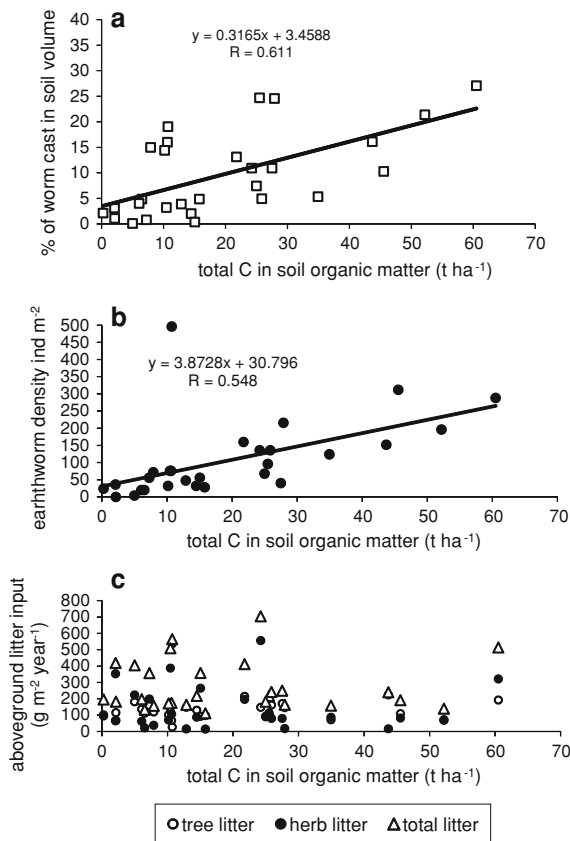 a
y = 0.3165x + 3.4588
R = 0.611
% of worm cast in soil volume
40
35
30
25
20
15
10
5
0
0 10 20 30 40 50 60 70
total C in soil organic matter (t ha⁻¹)
b
y = 3.8728x + 30.796
R = 0.548
earhthworm density ind m⁻²
500
450
400
350
300
250
200
150
100
50
0
0 10 20 30 40 50 60 70
total C in soil organic matter (t ha⁻¹)
c
aboveground litter input
(g m⁻² year⁻¹)
800
700
600
500
400
300
200
100
0
0 10 20 30 40 50 60 70
total C in soil organic matter (t ha⁻¹)
tree litter herb litter total litter